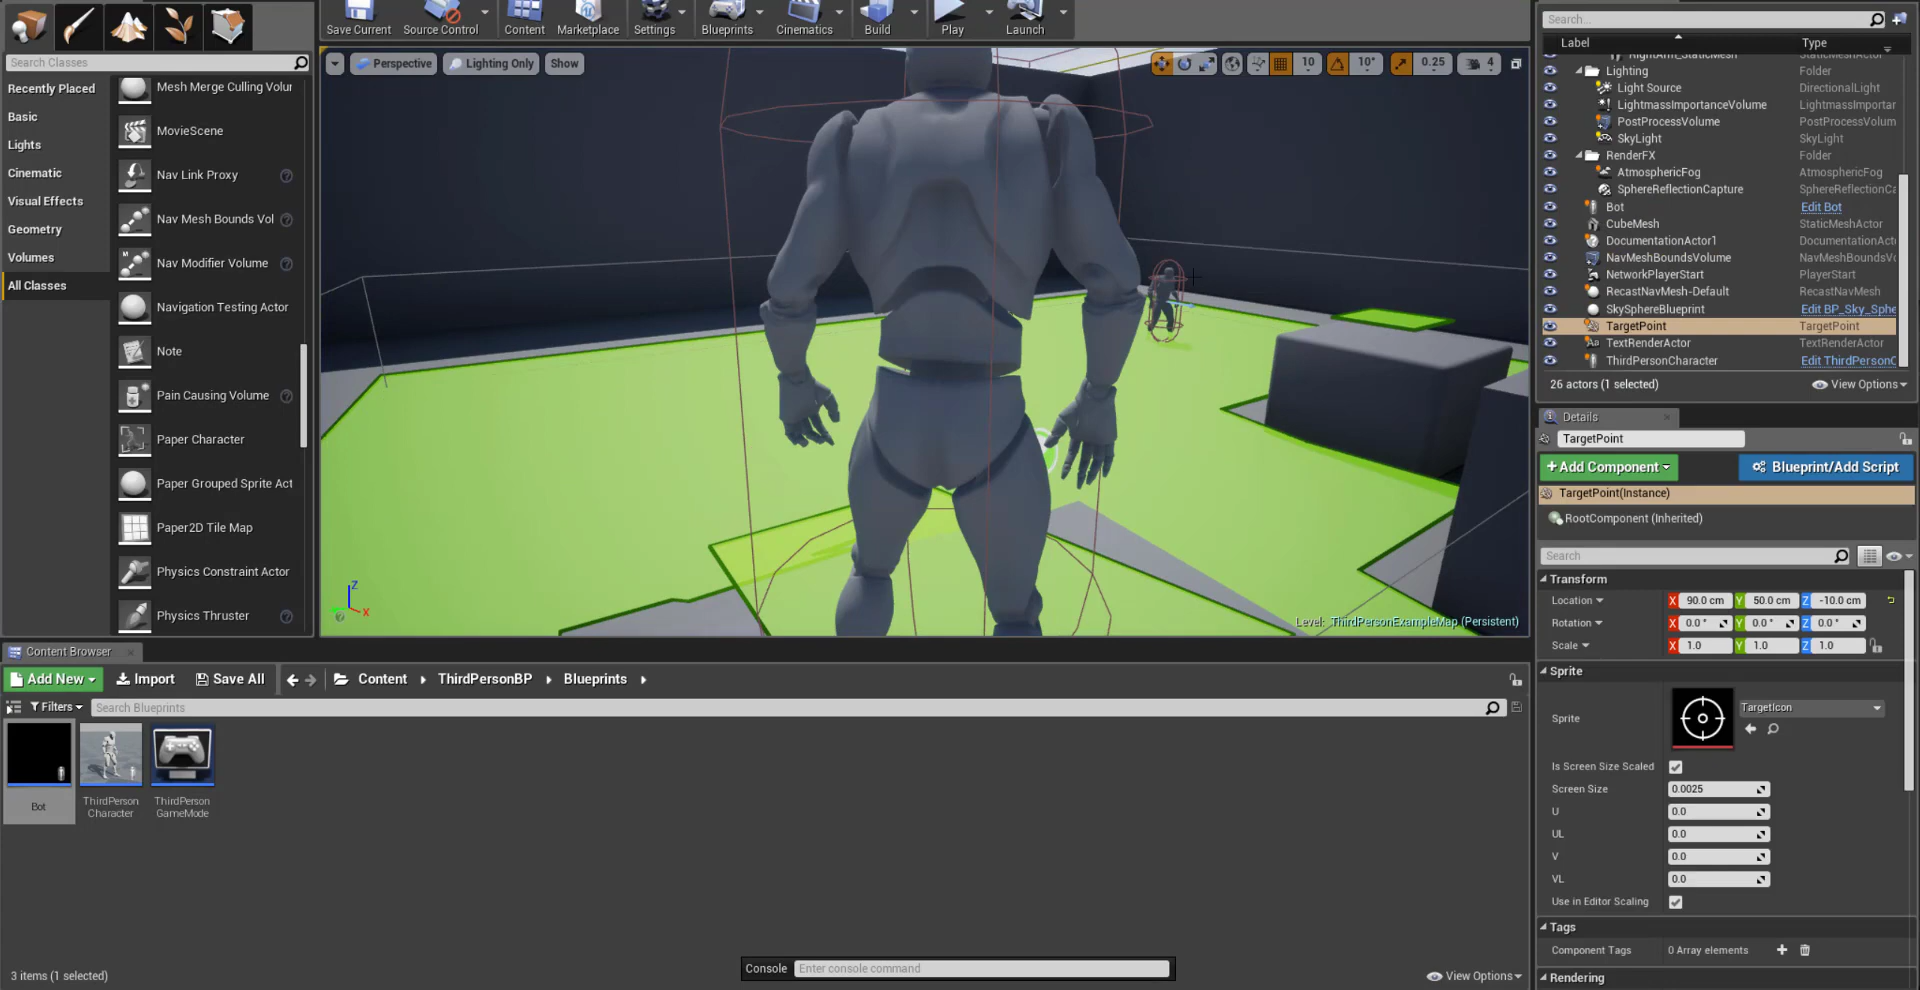 Save Current
Source Control
Content
Marketplace
Settings
Blueprints
Cinematics
Build
Play
Launch
Search Classes
Recently Placed
Basic
Lights
Cinematic
Visual Effects
Geometry
Volumes
All Classes
Mesh Merge Culling Volur
MovieScene
Nav Link Proxy
Nav Mesh Bounds Vol
Nav Modifier Volume
Navigation Testing Actor
Note
Pain Causing Volume
Paper Character
Paper Grouped Sprite Act
Paper2D Tile Map
Physics Constraint Actor
Physics Thruster
Perspective
Lighting Only
Show
10
10°
0.25
4
Z
X
Level: ThirdPersonExampleMap (Persistent)
Search...
Label
Type
RightArm_StaticMesh
StaticMeshActor
Lighting
Folder
Light Source
DirectionalLight
LightmassImportanceVolume
LightmassImportar
PostProcessVolume
PostProcessVolum
SkyLight
SkyLight
RenderFX
Folder
AtmosphericFog
AtmosphericFog
SphereReflectionCapture
SphereReflectionCa
Bot
Edit Bot
CubeMesh
StaticMeshActor
DocumentationActor1
DocumentationActo
NavMeshBoundsVolume
NavMeshBoundsVo
NetworkPlayerStart
PlayerStart
RecastNavMesh-Default
RecastNavMesh
SkySphereBlueprint
Edit BP_Sky_Sphe
TargetPoint
TargetPoint
TextRenderActor
TextRenderActor
ThirdPersonCharacter
Edit ThirdPersonC
26 actors (1 selected)
View Options
Details
TargetPoint
+Add Component
Blueprint/Add Script
TargetPoint(Instance)
RootComponent (Inherited)
Search
Transform
Location
X 90.0 cm Y 50.0 cm Z -10.0 cm
Rotation
X 0.0 ° Y 0.0 ° Z 0.0 °
Scale
X 1.0 Y 1.0 Z 1.0
Sprite
Sprite
TargetIcon
Is Screen Size Scaled
Screen Size
0.0025
U
0.0
UL
0.0
V
0.0
VL
0.0
Use in Editor Scaling
Tags
Component Tags
0 Array elements
Rendering
Content Browser
Add New
Import
Save All
Content
ThirdPersonBP
Blueprints
Filters
Search Blueprints
Bot
ThirdPerson
Character
ThirdPerson
GameMode
3 items (1 selected)
Console
Enter console command
View Options